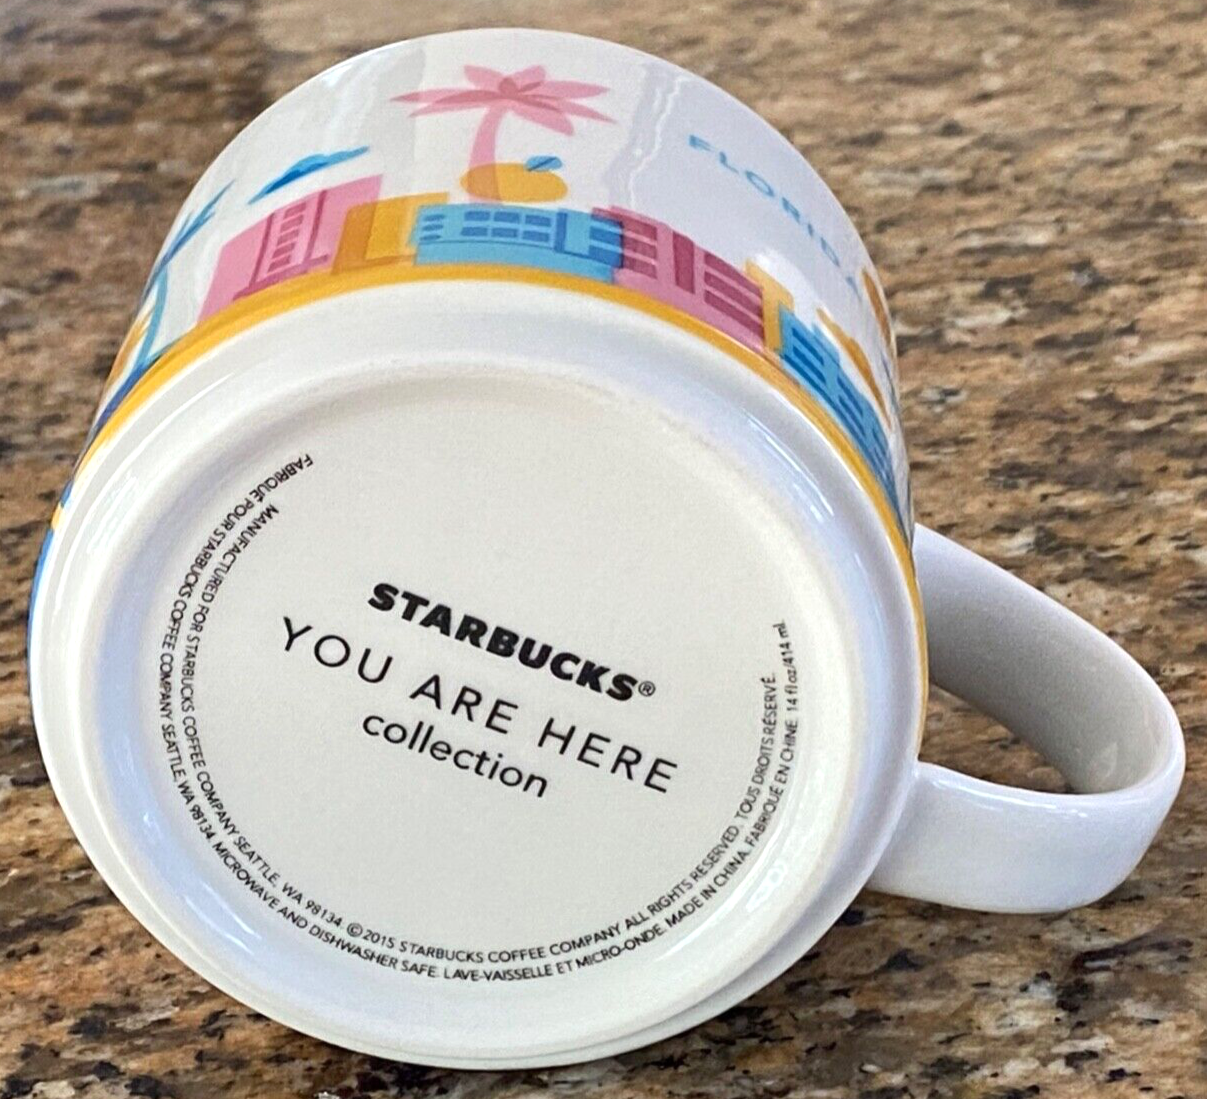 FLORIDA
STARBUCKS®
YOU ARE HERE
collection
MANUFACTURED FOR STARBUCKS COFFEE COMPANY SEATTLE, WA 98134. ©2015 STARBUCKS COFFEE COMPANY. ALL RIGHTS RESERVED. TOUS DROITS RÉSERVÉ.
FABRIQUÉ POUR STARBUCKS COFFEE COMPANY SEATTLE, WA 98134. MICROWAVE AND DISHWASHER SAFE. LAVE-VAISSELLE ET MICRO-ONDE. MADE IN CHINA. FABRIQUÉ EN CHINE. 14 fl oz/414 ml.